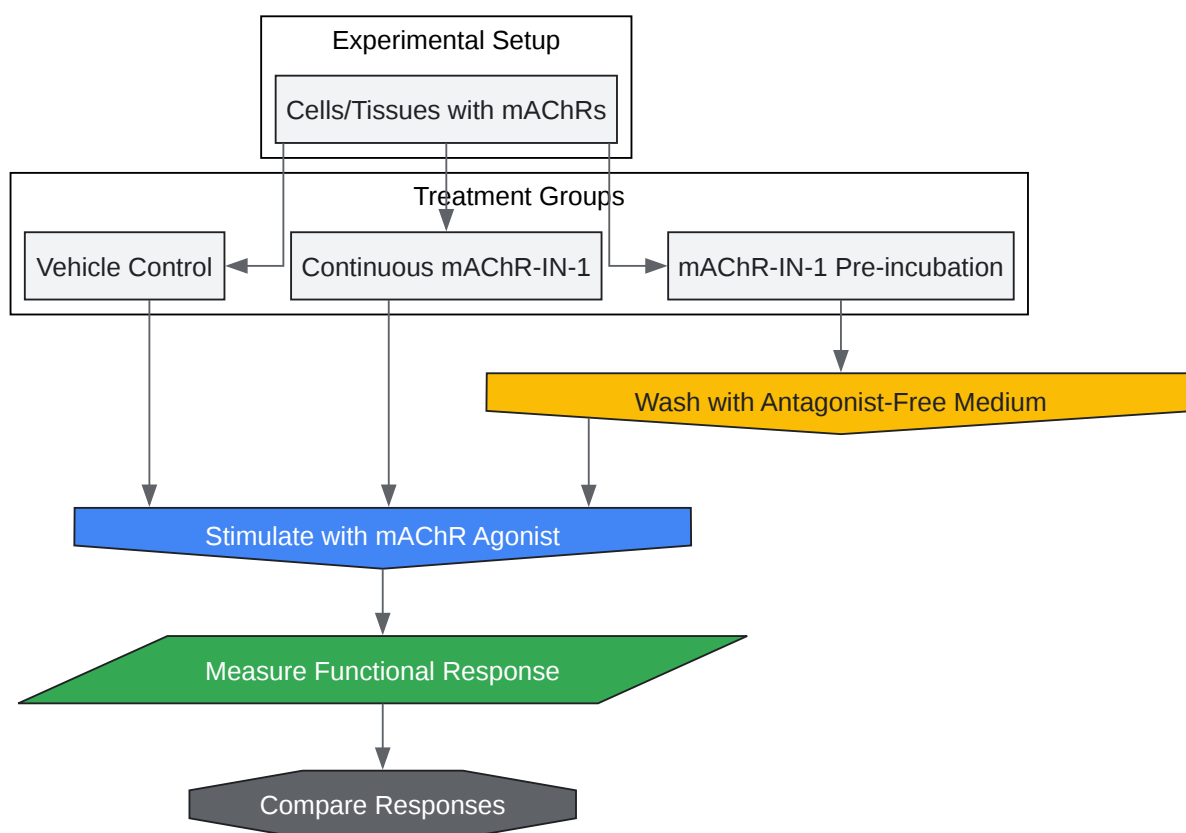 Experimental Setup
Cells/Tissues with mAChRs
Treatment Groups
Vehicle Control
Continuous mAChR-IN-1
mAChR-IN-1 Pre-incubation
Wash with Antagonist-Free Medium
Stimulate with mAChR Agonist
Measure Functional Response
Compare Responses